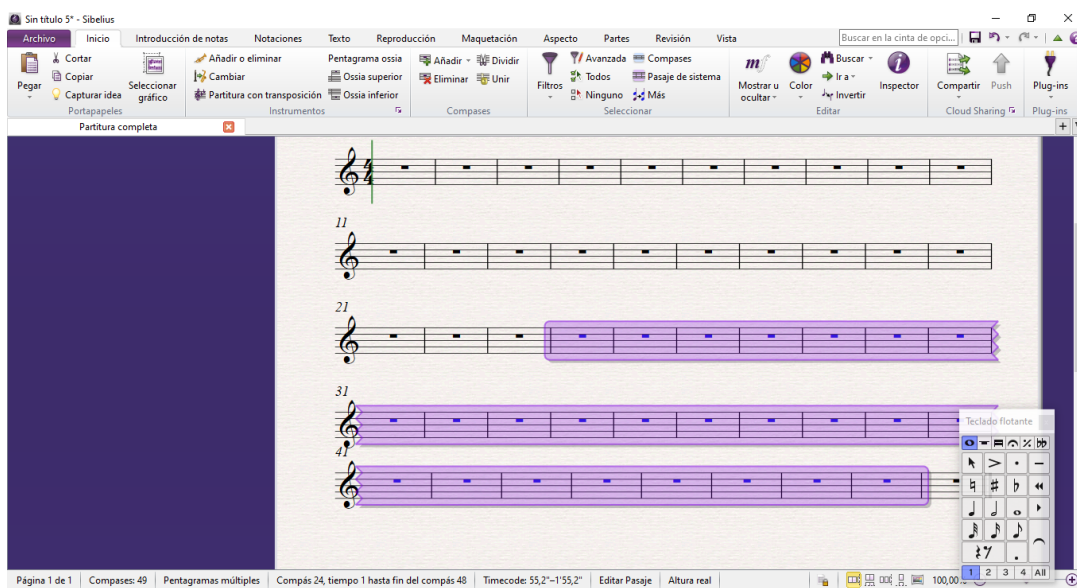 Sin título 5* - Sibelius
Archivo Inicio Introducción de notas Notaciones Texto Reproducción Maquetación Aspecto Partes Revisión Vista Buscar en la cinta de opci...
Pegar
Cortar
Copiar
Capturar idea
Seleccionar
gráfico
Portapapeles
Añadir o eliminar
Cambiar
Partitura con transposición
Pentagrama ossia
Ossia superior
Ossia inferior
Instrumentos
Añadir Dividir
Eliminar Unir
Compases
Filtros
Avanzada Compases
Todos Pasaje de sistema
Ninguno Más
Seleccionar
mf
Mostrar u
ocultar
Color
Buscar
Ir a
Invertir
Inspector
Editar
Compartir Push
Cloud Sharing
Plug-ins
Plug-ins
Partitura completa
11
21
31
41
Teclado flotante
1 2 3 4 All
Página 1 de 1 Compases: 49 Pentagramas múltiples Compás 24, tiempo 1 hasta fin del compás 48 Timecode: 55,2"-1'55,2" Editar Pasaje Altura real 100,00